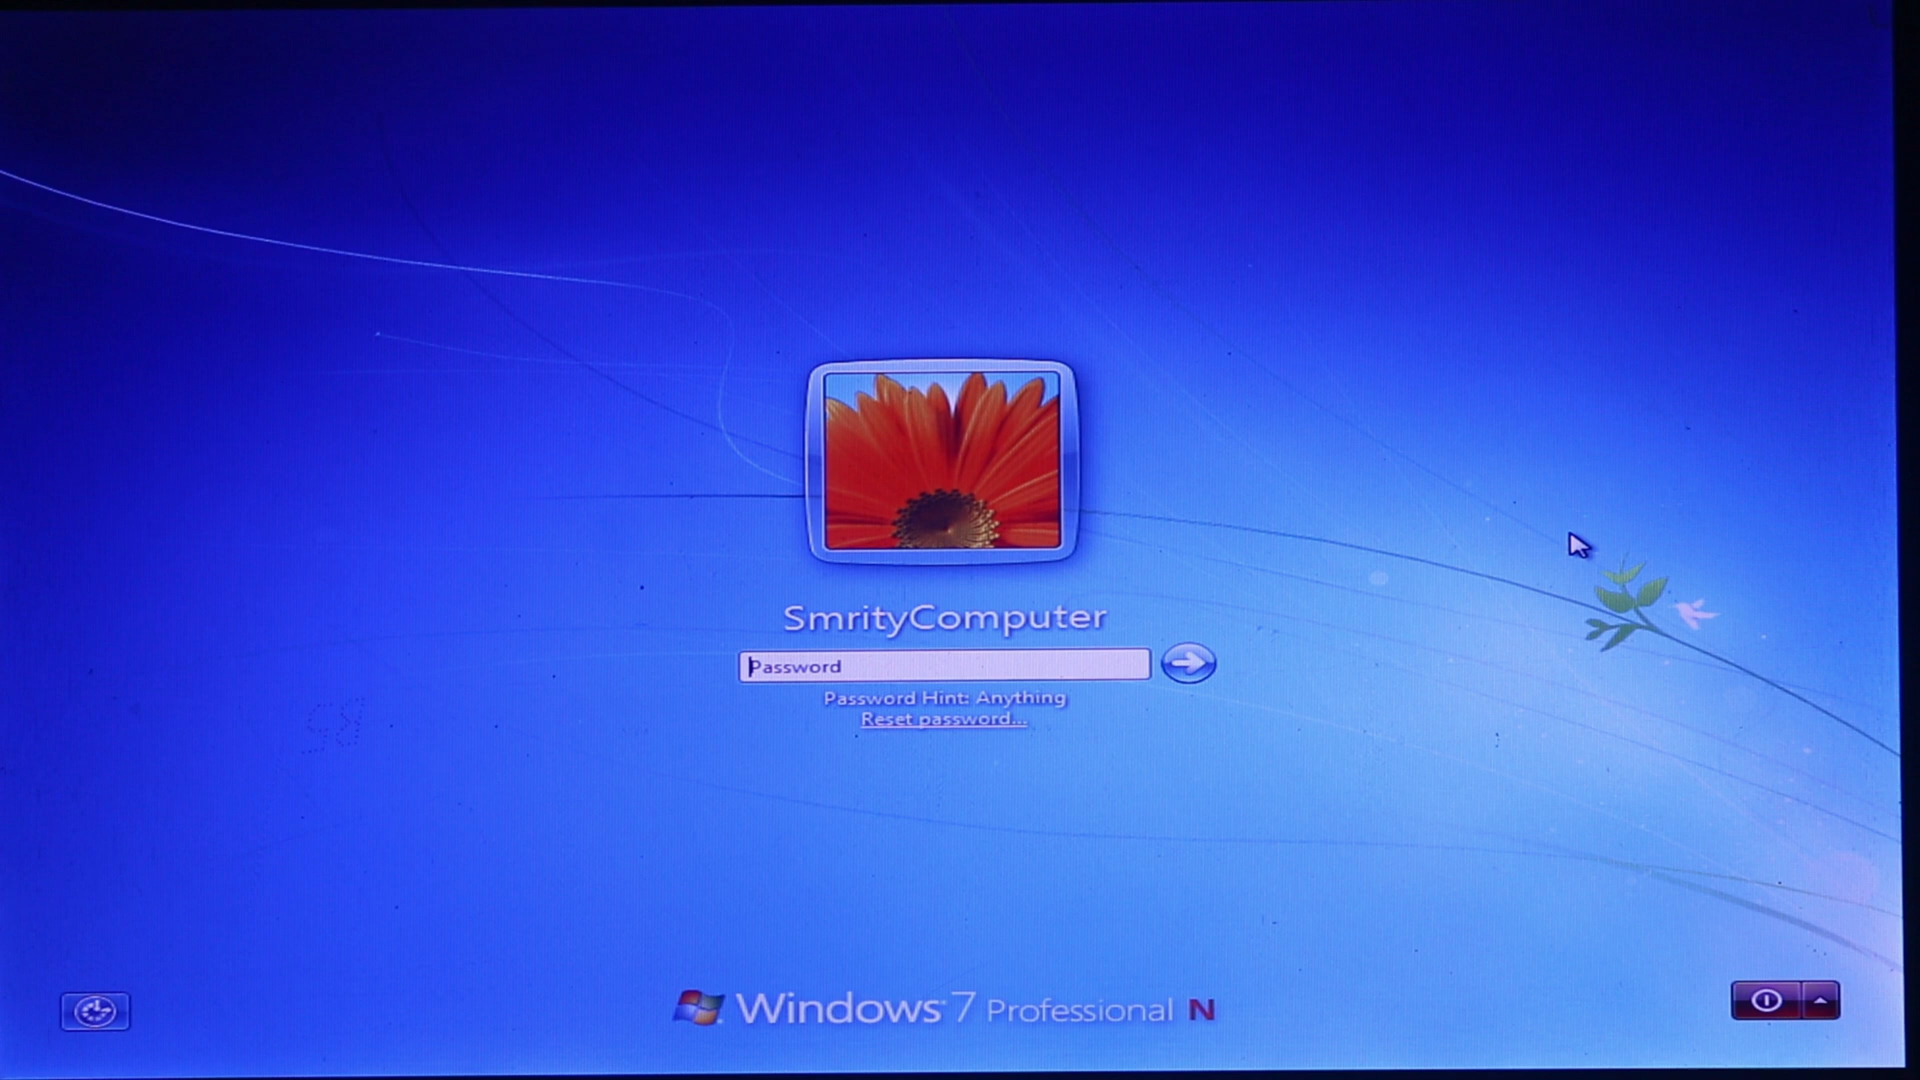 SmrityComputer
Password
Password Hint: Anything
Reset password...
Windows 7 Professional N